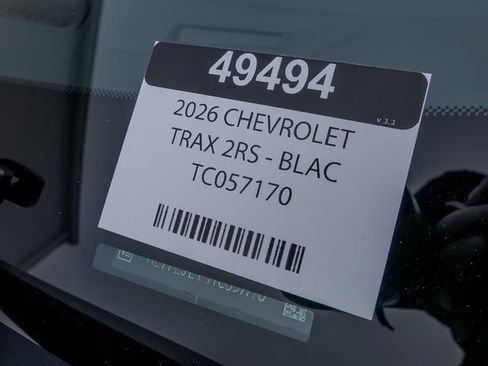 49494
v 3.3
2026 CHEVROLET
TRAX 2RS - BLAC
TC057170